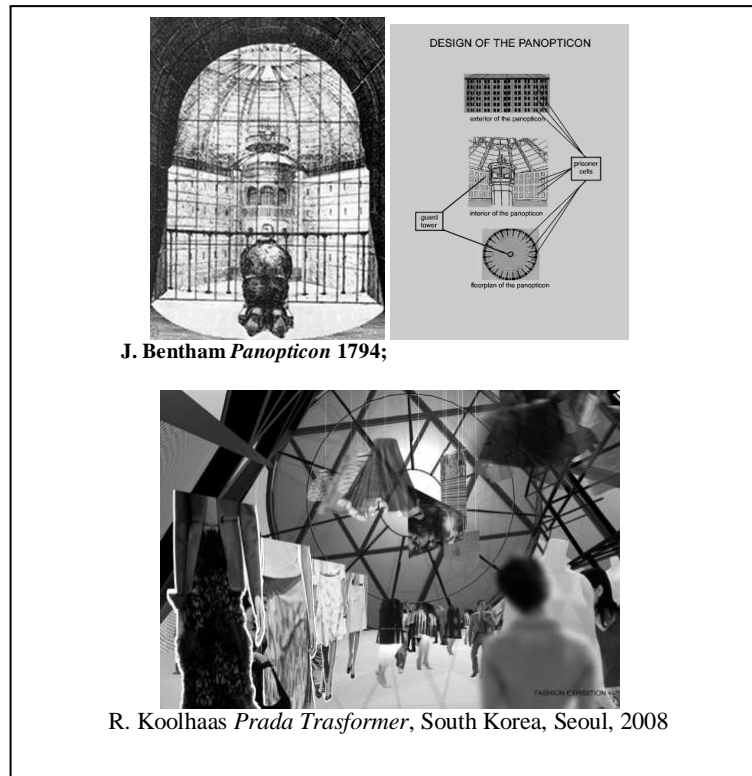 DESIGN OF THE PANOPTICON
exterior of the panopticon
prisoner
cells
interior of the panopticon
guard
tower
floorplan of the panopticon
J. Bentham Panopticon 1794;
FASHION EXHIBITION
R. Koolhaas Prada Trasformer, South Korea, Seoul, 2008